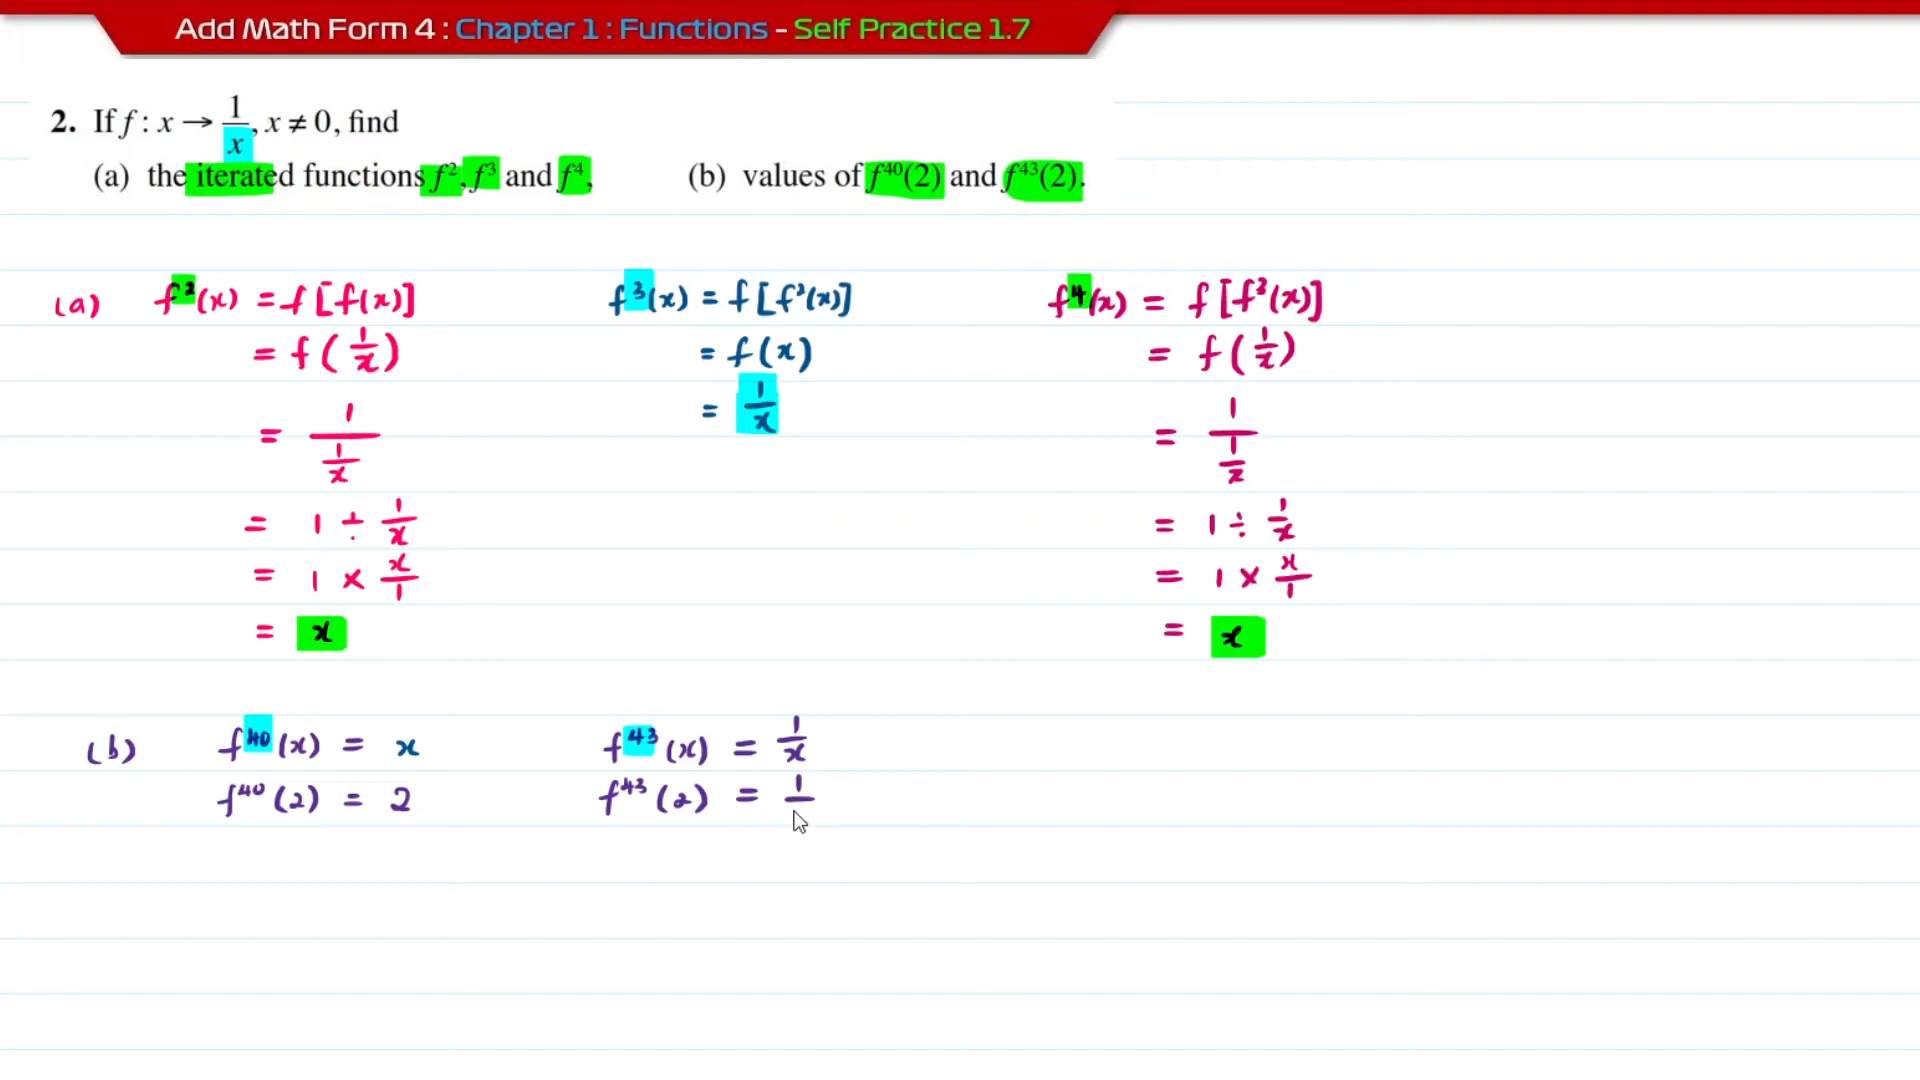 Add Math Form 4 : Chapter 1 : Functions - Self Practice 1.7
2. If f : x → 1/x, x ≠ 0, find
(a) the iterated functions f², f³ and f⁴, (b) values of f⁴⁰(2) and f⁴³(2).
(a) f²(x) = f[f(x)]
= f(1/x)
= 1/(1/x)
= 1 ÷ 1/x
= 1 × x/1
= x
f³(x) = f[f²(x)]
= f(x)
= 1/x
f⁴(x) = f[f³(x)]
= f(1/x)
= 1/(1/x)
= 1 ÷ 1/x
= 1 × x/1
= x
(b) f⁴⁰(x) = x
f⁴⁰(2) = 2
f⁴³(x) = 1/x
f⁴³(2) = 1/